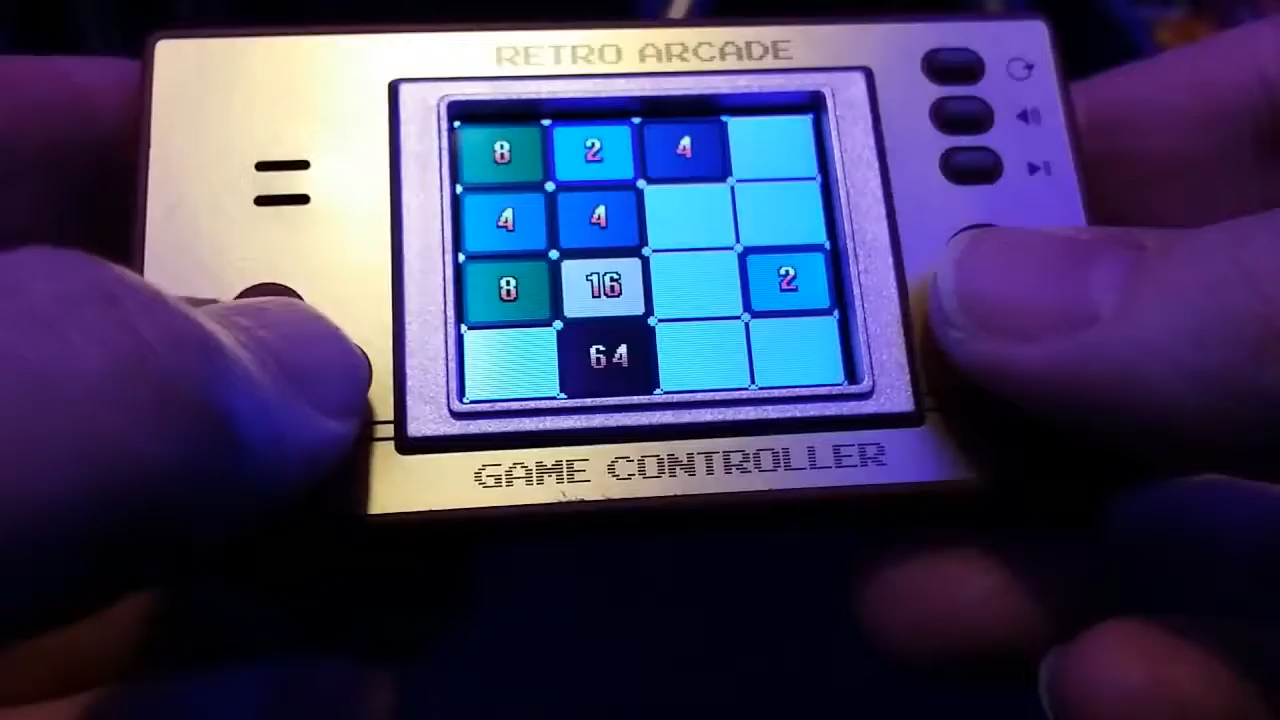 RETRO ARCADE
8 2 4
4 4
8 16 2
64
GAME CONTROLLER